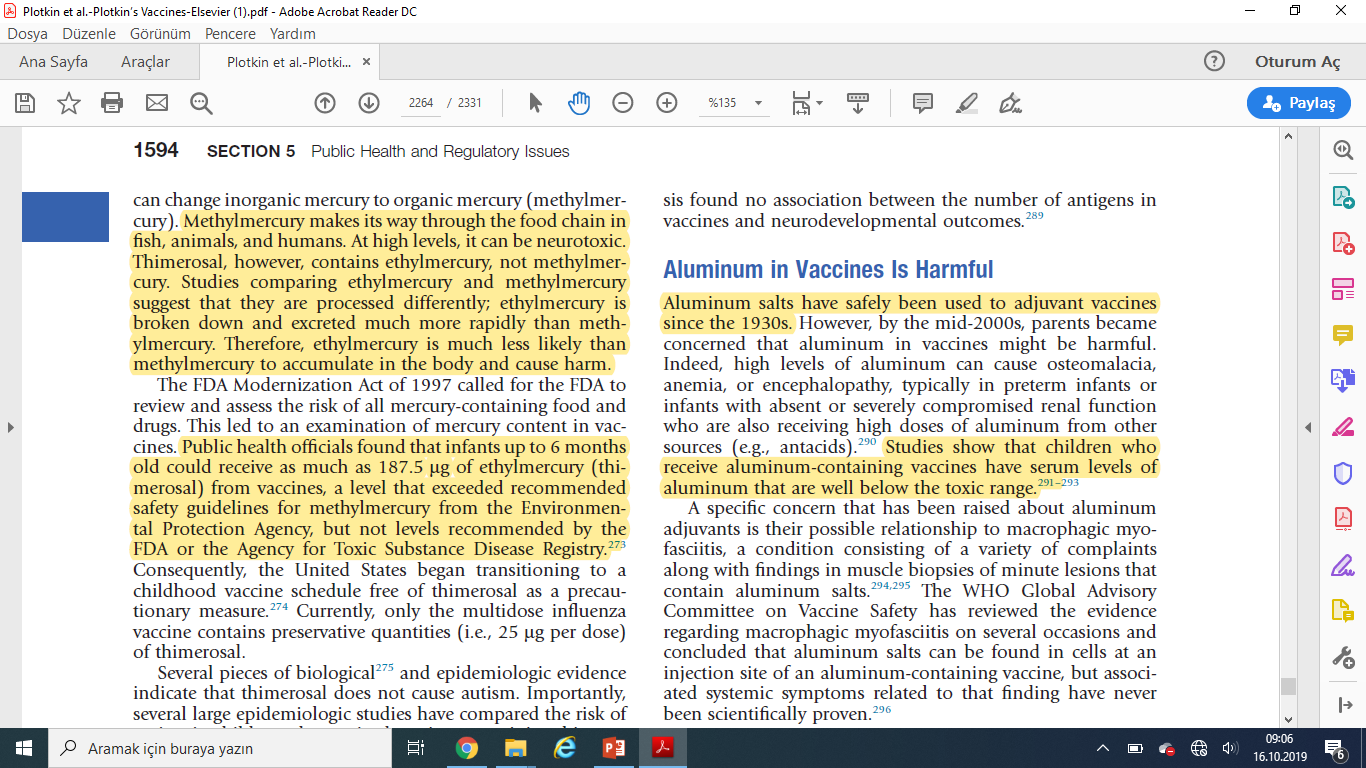 Plotkin et al.-Plotkin's Vaccines-Elsevier (1).pdf - Adobe Acrobat Reader DC
Dosya Düzenle Görünüm Pencere Yardım
Ana Sayfa Araçlar Plotkin et al.-Plotki... × Oturum Aç
2264 / 2331 %135 Paylaş
1594 SECTION 5 Public Health and Regulatory Issues
can change inorganic mercury to organic mercury (methylmer-
cury). Methylmercury makes its way through the food chain in
fish, animals, and humans. At high levels, it can be neurotoxic.
Thimerosal, however, contains ethylmercury, not methylmer-
cury. Studies comparing ethylmercury and methylmercury
suggest that they are processed differently; ethylmercury is
broken down and excreted much more rapidly than meth-
ylmercury. Therefore, ethylmercury is much less likely than
methylmercury to accumulate in the body and cause harm.
The FDA Modernization Act of 1997 called for the FDA to
review and assess the risk of all mercury-containing food and
drugs. This led to an examination of mercury content in vac-
cines. Public health officials found that infants up to 6 months
old could receive as much as 187.5 µg of ethylmercury (thi-
merosal) from vaccines, a level that exceeded recommended
safety guidelines for methylmercury from the Environmen-
tal Protection Agency, but not levels recommended by the
FDA or the Agency for Toxic Substance Disease Registry.273
Consequently, the United States began transitioning to a
childhood vaccine schedule free of thimerosal as a precau-
tionary measure.274 Currently, only the multidose influenza
vaccine contains preservative quantities (i.e., 25 µg per dose)
of thimerosal.
Several pieces of biological275 and epidemiologic evidence
indicate that thimerosal does not cause autism. Importantly,
several large epidemiologic studies have compared the risk of
sis found no association between the number of antigens in
vaccines and neurodevelopmental outcomes.289
Aluminum in Vaccines Is Harmful
Aluminum salts have safely been used to adjuvant vaccines
since the 1930s. However, by the mid-2000s, parents became
concerned that aluminum in vaccines might be harmful.
Indeed, high levels of aluminum can cause osteomalacia,
anemia, or encephalopathy, typically in preterm infants or
infants with absent or severely compromised renal function
who are also receiving high doses of aluminum from other
sources (e.g., antacids).290 Studies show that children who
receive aluminum-containing vaccines have serum levels of
aluminum that are well below the toxic range.291–293
A specific concern that has been raised about aluminum
adjuvants is their possible relationship to macrophagic myo-
fasciitis, a condition consisting of a variety of complaints
along with findings in muscle biopsies of minute lesions that
contain aluminum salts.294,295 The WHO Global Advisory
Committee on Vaccine Safety has reviewed the evidence
regarding macrophagic myofasciitis on several occasions and
concluded that aluminum salts can be found in cells at an
injection site of an aluminum-containing vaccine, but associ-
ated systemic symptoms related to that finding have never
been scientifically proven.296
Aramak için buraya yazın
09:06
16.10.2019
6